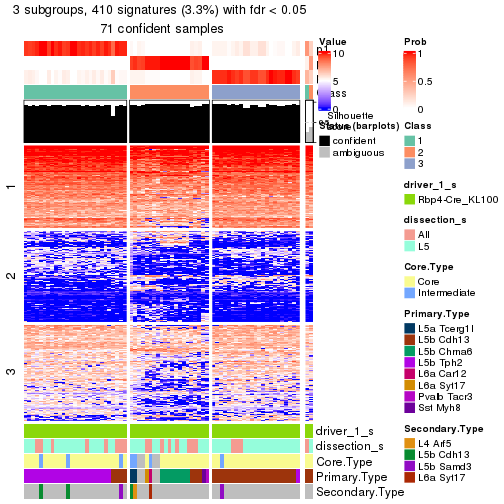 3 subgroups, 410 signatures (3.3%) with fdr < 0.05
71 confident samples
p1
Value
10
5
0
Prob
1
0.5
0
Class
Silhouette
score
Status (barplots)
confident
ambiguous
Class
1
2
3
driver_1_s
Rbp4-Cre_KL100
dissection_s
All
L5
Core.Type
Core
Intermediate
Primary.Type
L5a Tcerg1l
L5b Cdh13
L5b Chrna6
L5b Tph2
L6a Car12
L6a Syt17
Pvalb Tacr3
Sst Myh8
Secondary.Type
L4 Arf5
L5b Cdh13
L5b Samd3
L6a Syt17
1
2
3
driver_1_s
dissection_s
Core.Type
Primary.Type
Secondary.Type